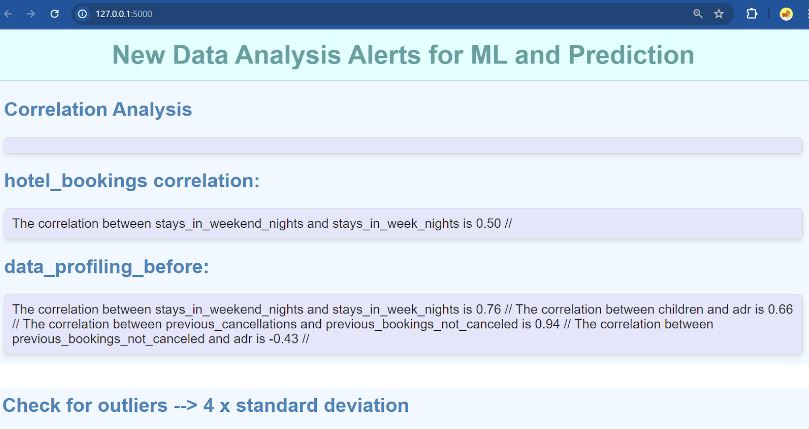 127.0.0.1:5000
New Data Analysis Alerts for ML and Prediction
Correlation Analysis
hotel_bookings correlation:
The correlation between stays_in_weekend_nights and stays_in_week_nights is 0.50 //
data_profiling_before:
The correlation between stays_in_weekend_nights and stays_in_week_nights is 0.76 // The correlation between children and adr is 0.66
// The correlation between previous_cancellations and previous_bookings_not_canceled is 0.94 // The correlation between
previous_bookings_not_canceled and adr is -0.43 //
Check for outliers --> 4 x standard deviation